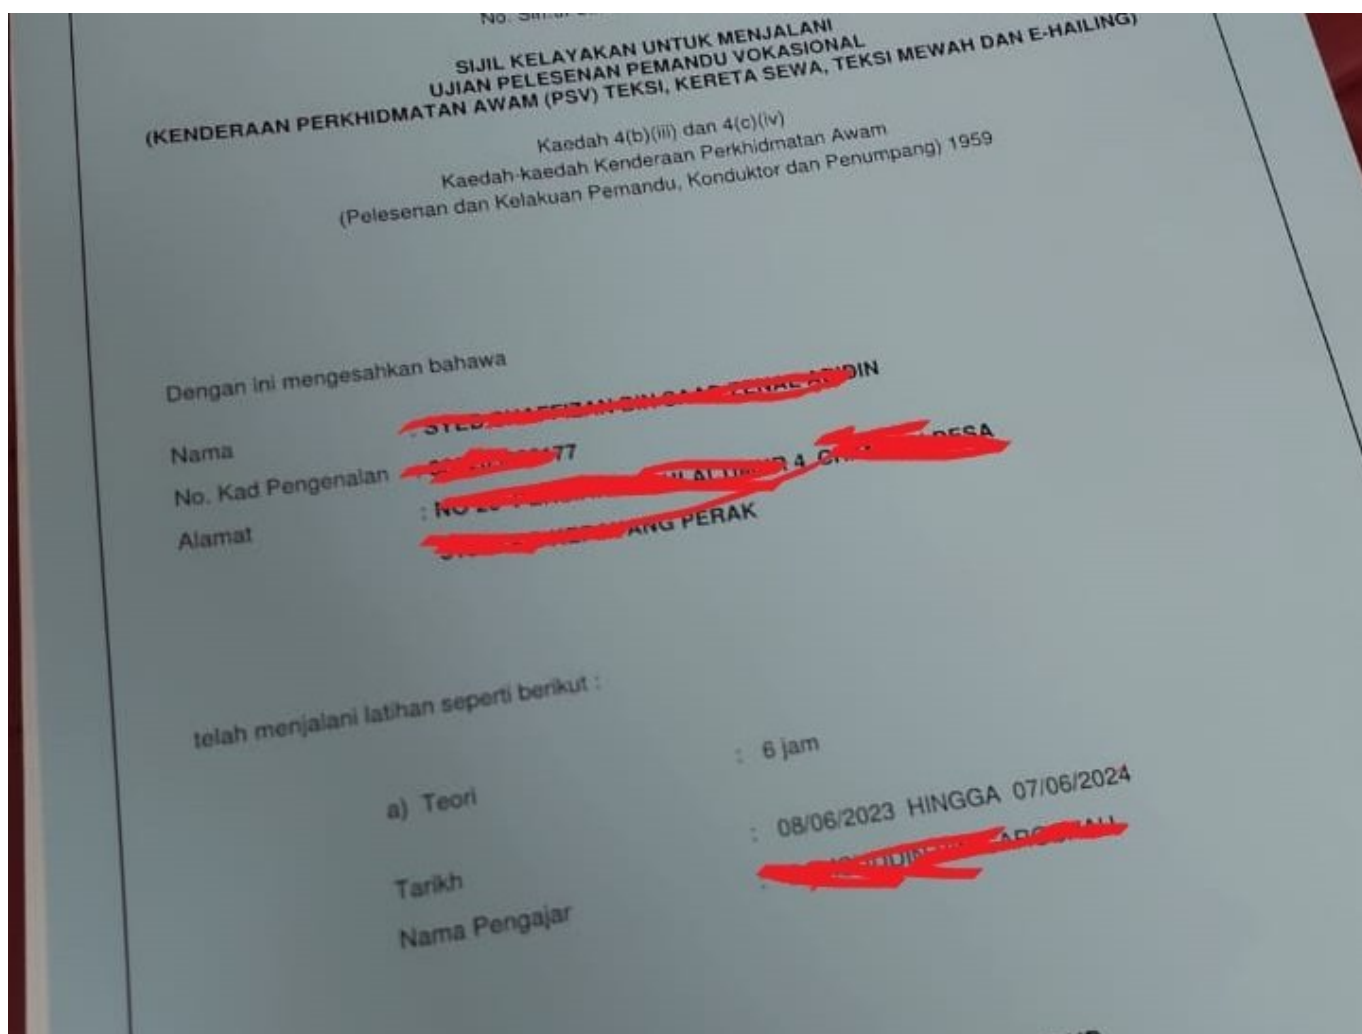 SIJIL KELAYAKAN UNTUK MENJALANI
UJIAN PELESENAN PEMANDU VOKASIONAL
(KENDERAAN PERKHIDMATAN AWAM (PSV) TEKSI, KERETA SEWA, TEKSI MEWAH DAN E-HAILING)
Kaedah 4(b)(iii) dan 4(c)(iv)
Kaedah-kaedah Kenderaan Perkhidmatan Awam
(Pelesenan dan Kelakuan Pemandu, Konduktor dan Penumpang) 1959
Dengan ini mengesahkan bahawa
Nama :
No. Kad Pengenalan :
Alamat :
PERAK
telah menjalani latihan seperti berikut :
a) Teori : 6 jam
Tarikh : 08/06/2023 HINGGA 07/06/2024
Nama Pengajar :